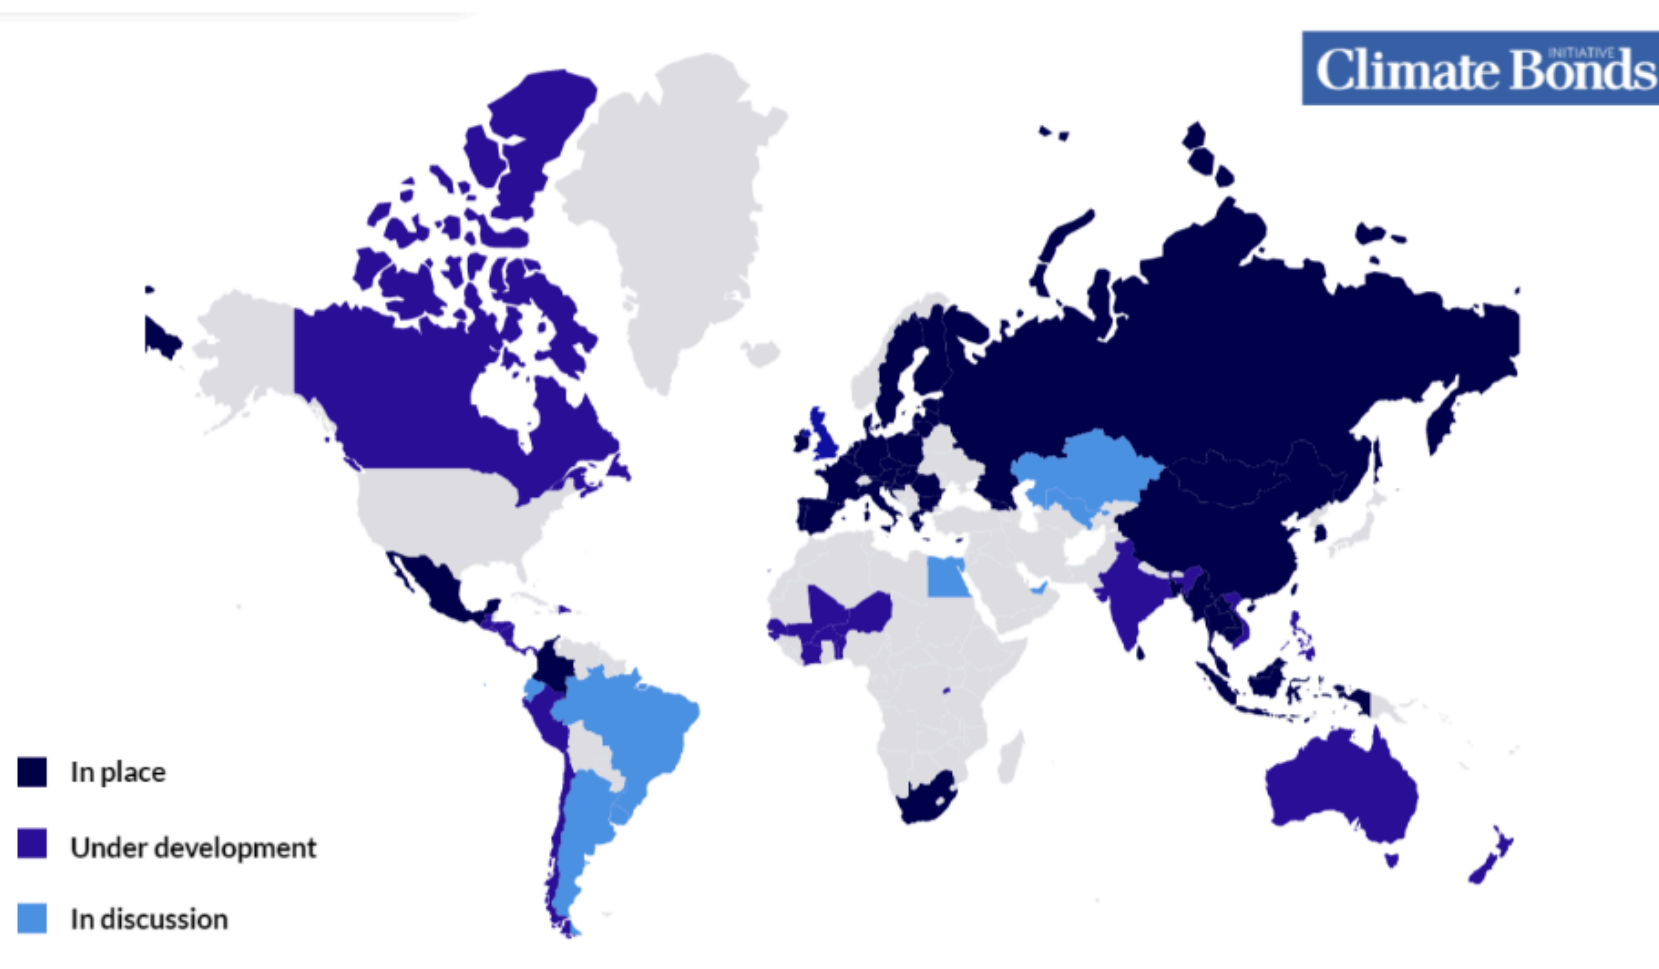 Climate Bonds
INITIATIVE
In place
Under development
In discussion